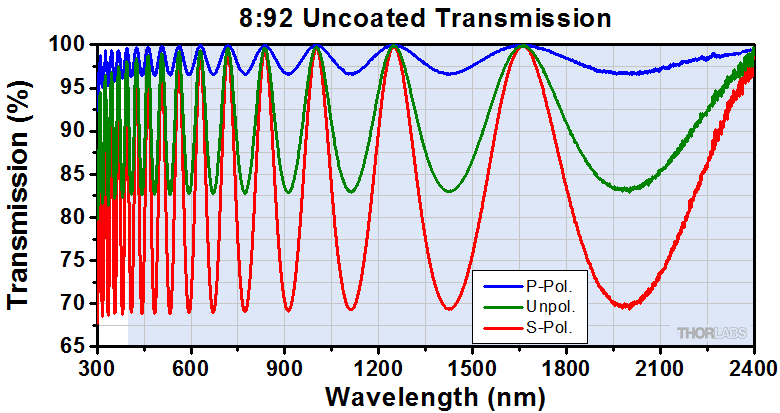 8:92 Uncoated Transmission
Transmission (%)
100
95
90
85
80
75
70
65
P-Pol.
Unpol.
S-Pol.
THORLABS
300 600 900 1200 1500 1800 2100 2400
Wavelength (nm)